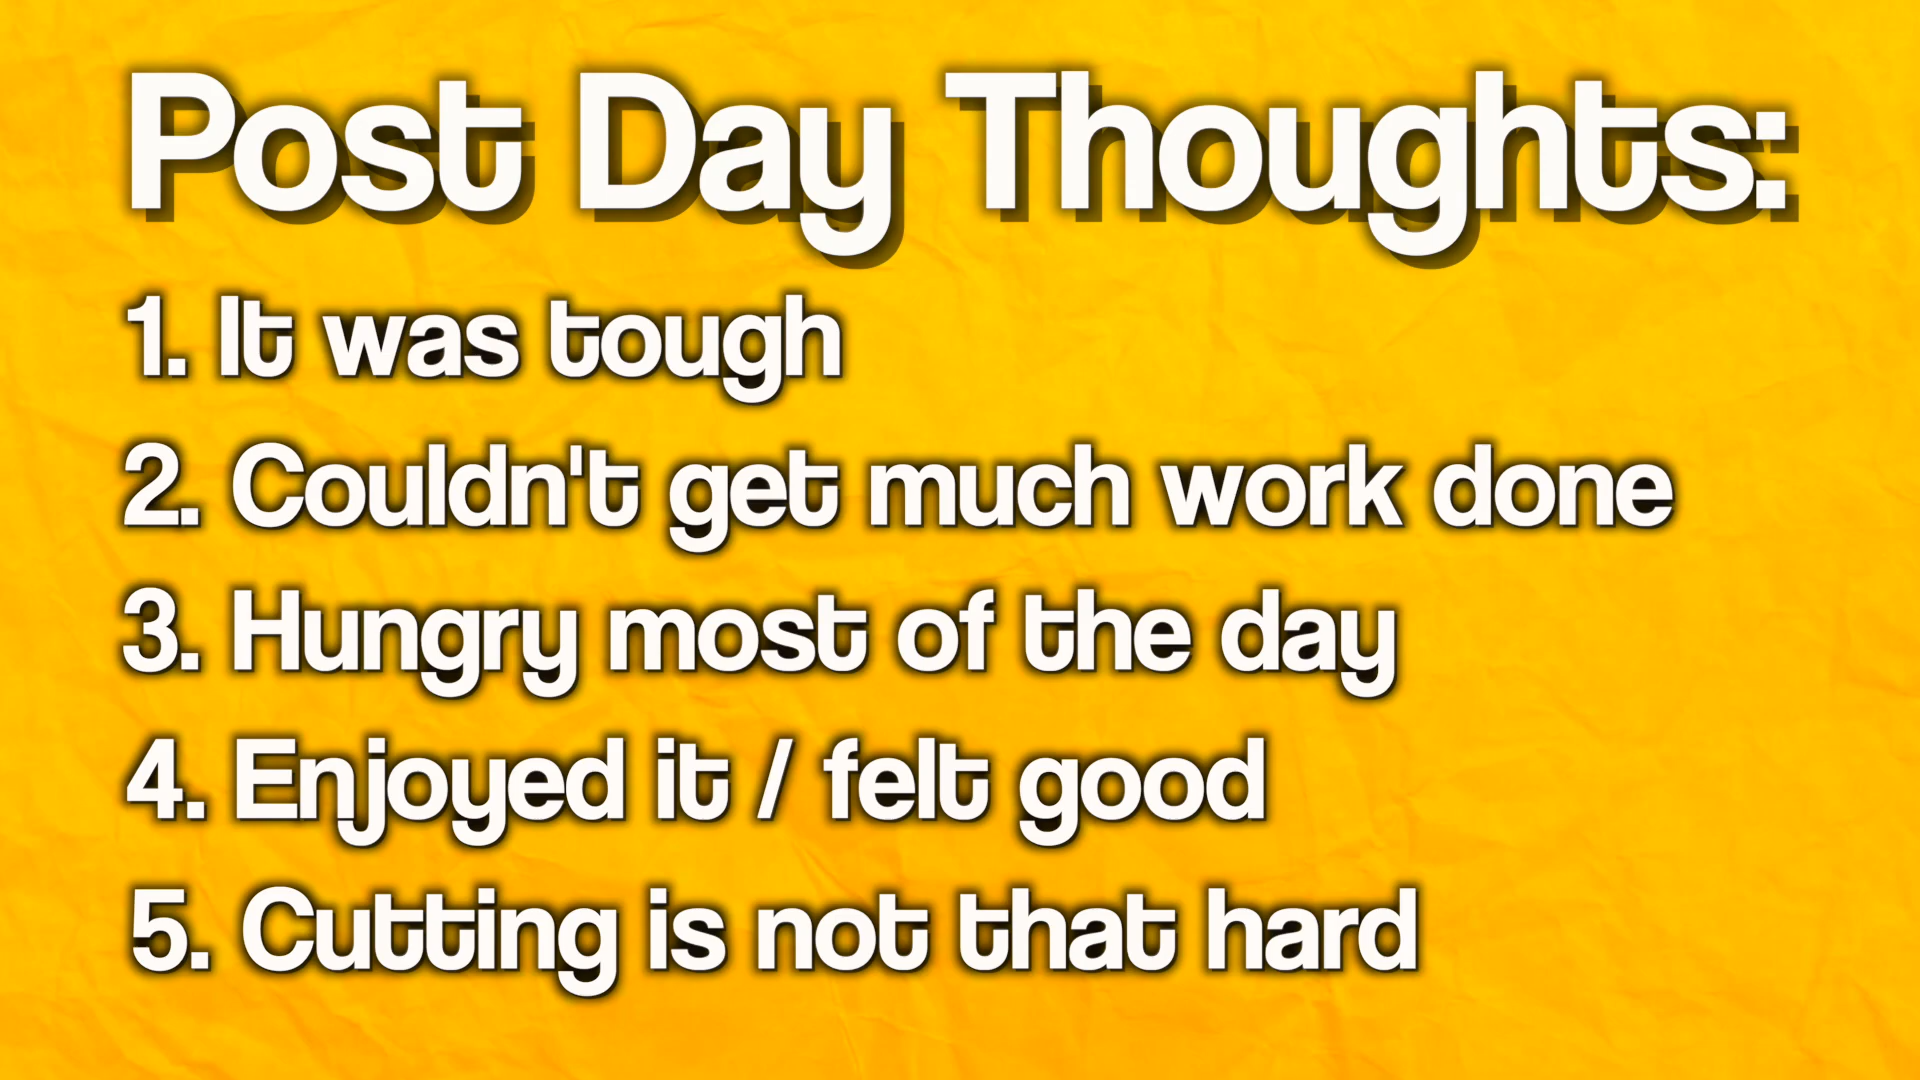 Post Day Thoughts:
1. It was tough
2. Couldn't get much work done
3. Hungry most of the day
4. Enjoyed it / felt good
5. Cutting is not that hard